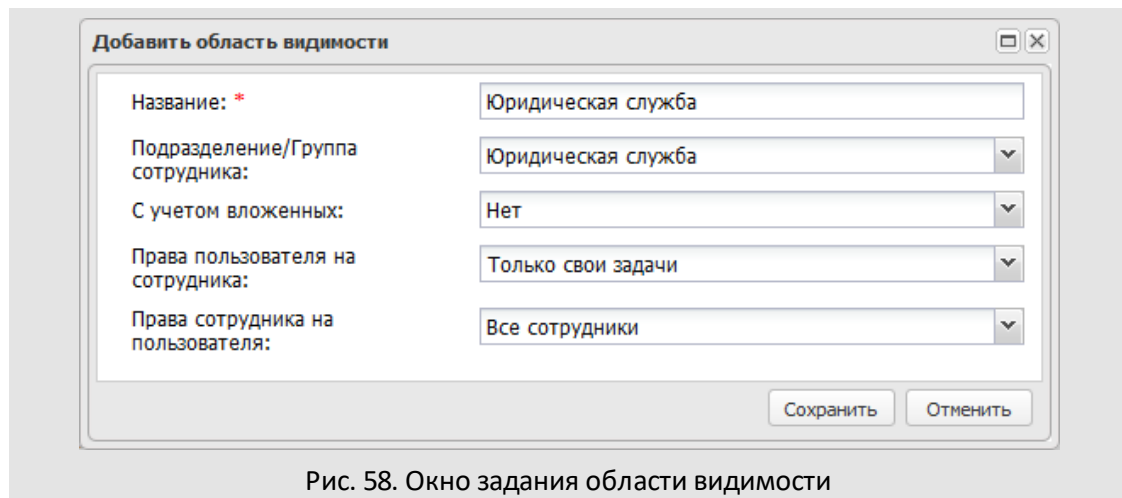 Добавить область видимости
Название: *
Юридическая служба
Подразделение/Группа
сотрудника:
Юридическая служба
С учетом вложенных:
Нет
Права пользователя на
сотрудника:
Только свои задачи
Права сотрудника на
пользователя:
Все сотрудники
Сохранить
Отменить
Рис. 58. Окно задания области видимости